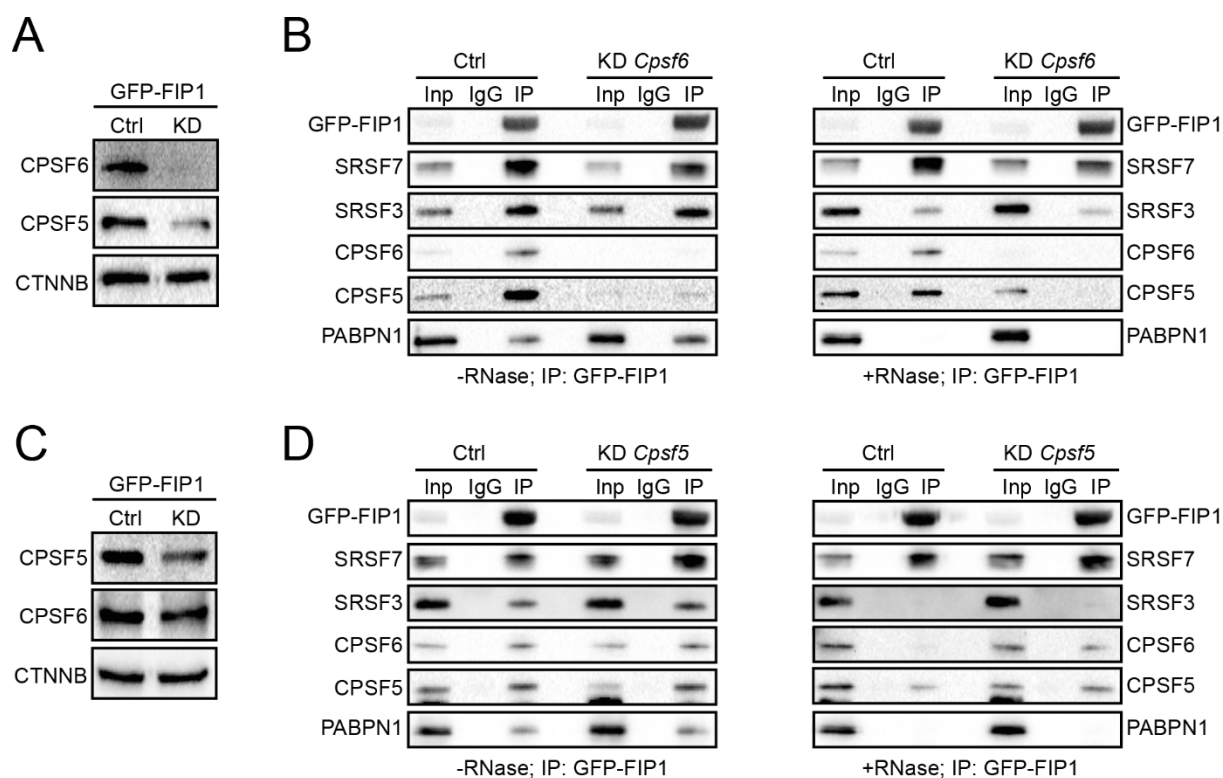 A
GFP-FIP1
Ctrl KD
CPSF6
CPSF5
CTNNB
B
Ctrl KD Cpsf6
Inp IgG IP Inp IgG IP
GFP-FIP1
SRSF7
SRSF3
CPSF6
CPSF5
PABPN1
-RNase; IP: GFP-FIP1
Ctrl KD Cpsf6
Inp IgG IP Inp IgG IP
GFP-FIP1
SRSF7
SRSF3
CPSF6
CPSF5
PABPN1
+RNase; IP: GFP-FIP1
C
GFP-FIP1
Ctrl KD
CPSF5
CPSF6
CTNNB
D
Ctrl KD Cpsf5
Inp IgG IP Inp IgG IP
GFP-FIP1
SRSF7
SRSF3
CPSF6
CPSF5
PABPN1
-RNase; IP: GFP-FIP1
Ctrl KD Cpsf5
Inp IgG IP Inp IgG IP
GFP-FIP1
SRSF7
SRSF3
CPSF6
CPSF5
PABPN1
+RNase; IP: GFP-FIP1